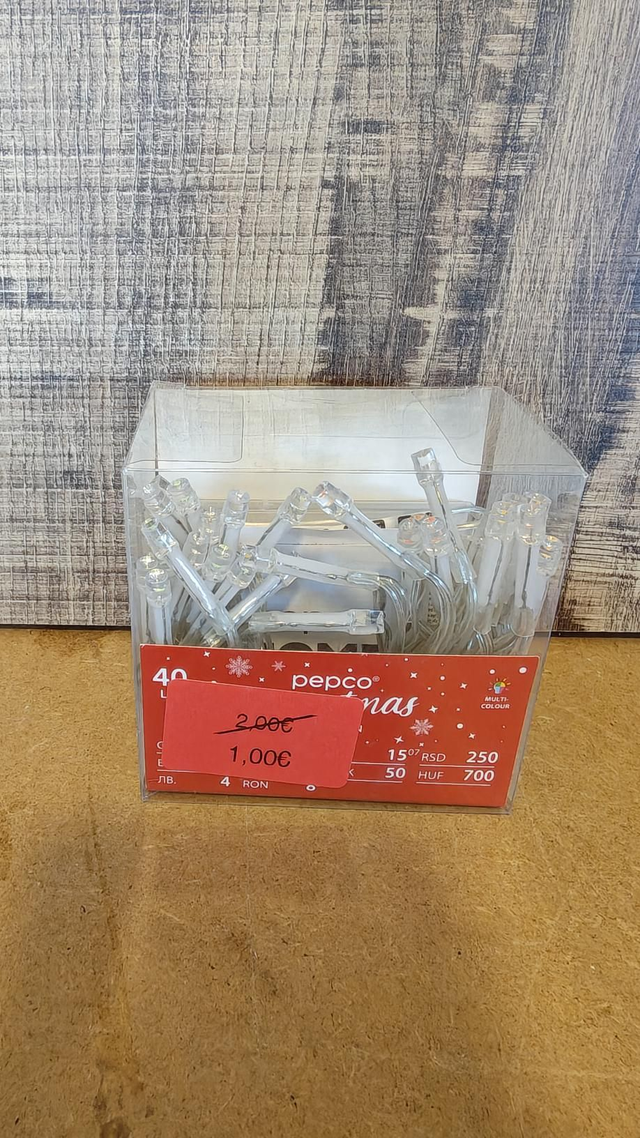 40
pepco®
MULTI-
COLOUR
2,00€
1,00€
15⁰⁷ RSD 250
50 HUF 700
ЛВ. 4 RON